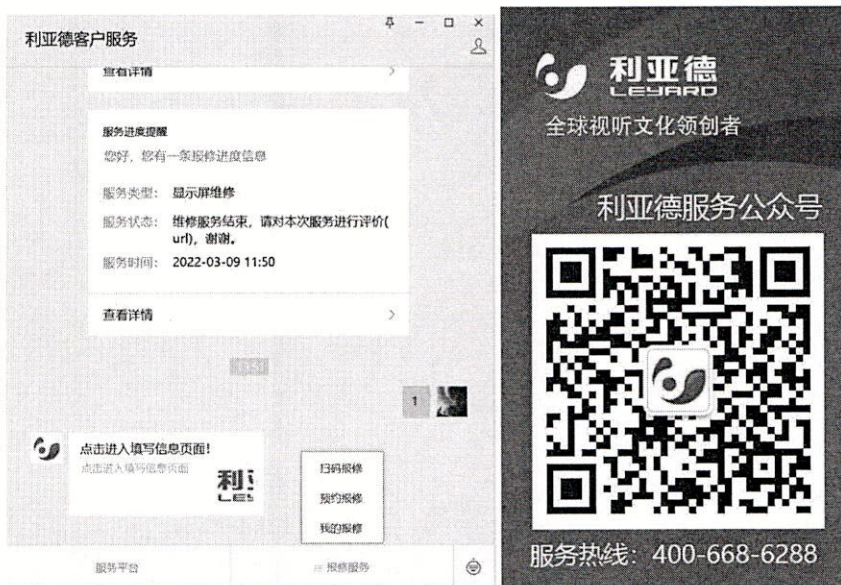 利亚德客户服务
查看详情
服务进度提醒
您好，您有一条报修进度信息
服务类型： 显示屏维修
服务状态： 维修服务结束，请对本次服务进行评价(
url)，谢谢。
服务时间： 2022-03-09 11:50
查看详情
1
点击进入填写信息页面!
点击进入填写信息页面
扫码报修
预约报修
我的报修
服务平台
报修服务
利亚德
LEYARD
全球视听文化领创者
利亚德服务公众号
服务热线：400-668-6288